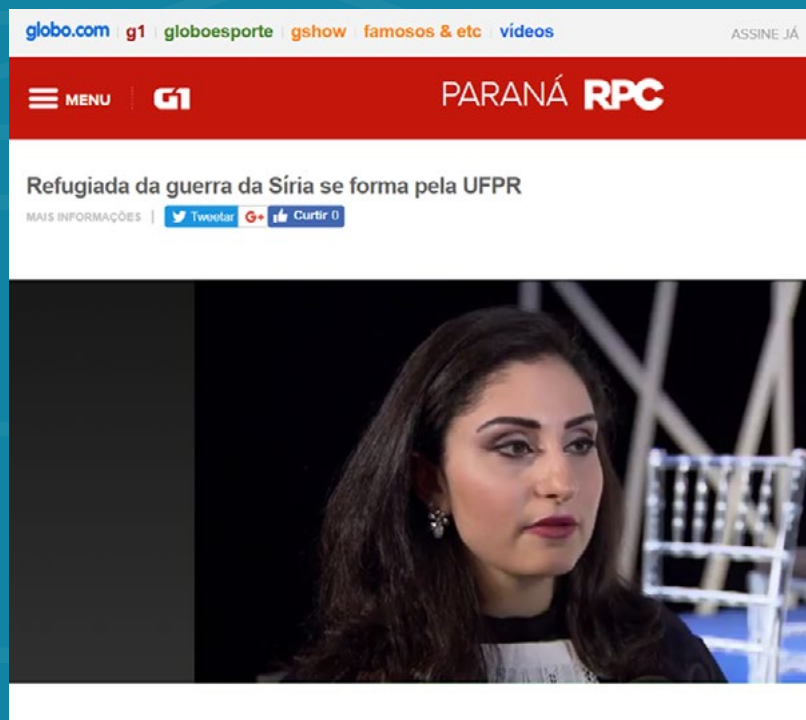 globo.com g1 globoesporte gshow famosos & etc vídeos ASSINE JÁ
MENU G1 PARANÁ RPC
Refugiada da guerra da Síria se forma pela UFPR
MAIS INFORMAÇÕES | Tweetar G+ Curtir 0